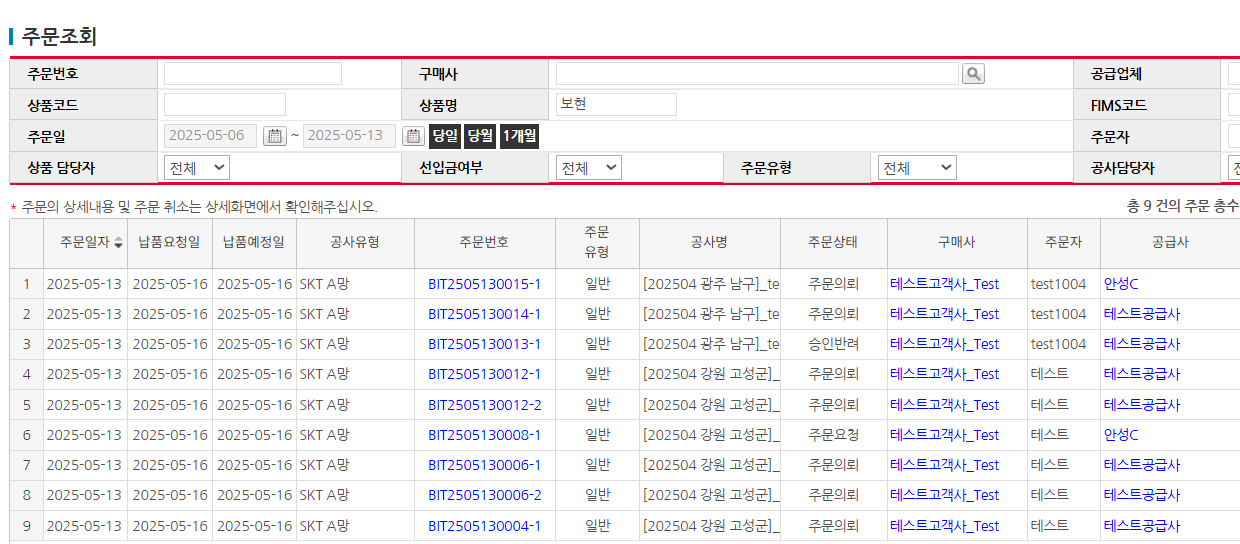 주문조회
주문번호 구매사 공급업체
상품코드 상품명 보현 FIMS코드
주문일 2025-05-06 ~ 2025-05-13 당일 당월 1개월 주문자
상품 담당자 전체 선입금여부 전체 주문유형 전체 공사담당자
* 주문의 상세내용 및 주문 취소는 상세화면에서 확인해주십시오. 총 9 건의 주문 총수
주문일자 납품요청일 납품예정일 공사유형 주문번호 주문 유형 공사명 주문상태 구매사 주문자 공급사
1 2025-05-13 2025-05-16 2025-05-16 SKT A망 BIT2505130015-1 일반 [202504 광주 남구]_te 주문의뢰 테스트고객사_Test test1004 안성C
2 2025-05-13 2025-05-16 2025-05-16 SKT A망 BIT2505130014-1 일반 [202504 광주 남구]_te 주문의뢰 테스트고객사_Test test1004 테스트공급사
3 2025-05-13 2025-05-16 2025-05-16 SKT A망 BIT2505130013-1 일반 [202504 광주 남구]_te 승인반려 테스트고객사_Test test1004 테스트공급사
4 2025-05-13 2025-05-16 2025-05-16 SKT A망 BIT2505130012-1 일반 [202504 강원 고성군]_ 주문의뢰 테스트고객사_Test 테스트 테스트공급사
5 2025-05-13 2025-05-16 2025-05-16 SKT A망 BIT2505130012-2 일반 [202504 강원 고성군]_ 주문의뢰 테스트고객사_Test 테스트 테스트공급사
6 2025-05-13 2025-05-16 2025-05-16 SKT A망 BIT2505130008-1 일반 [202504 강원 고성군]_ 주문요청 테스트고객사_Test 테스트 안성C
7 2025-05-13 2025-05-16 2025-05-16 SKT A망 BIT2505130006-1 일반 [202504 강원 고성군]_ 주문의뢰 테스트고객사_Test 테스트 테스트공급사
8 2025-05-13 2025-05-16 2025-05-16 SKT A망 BIT2505130006-2 일반 [202504 강원 고성군]_ 주문의뢰 테스트고객사_Test 테스트 테스트공급사
9 2025-05-13 2025-05-16 2025-05-16 SKT A망 BIT2505130004-1 일반 [202504 강원 고성군]_ 주문의뢰 테스트고객사_Test 테스트 테스트공급사